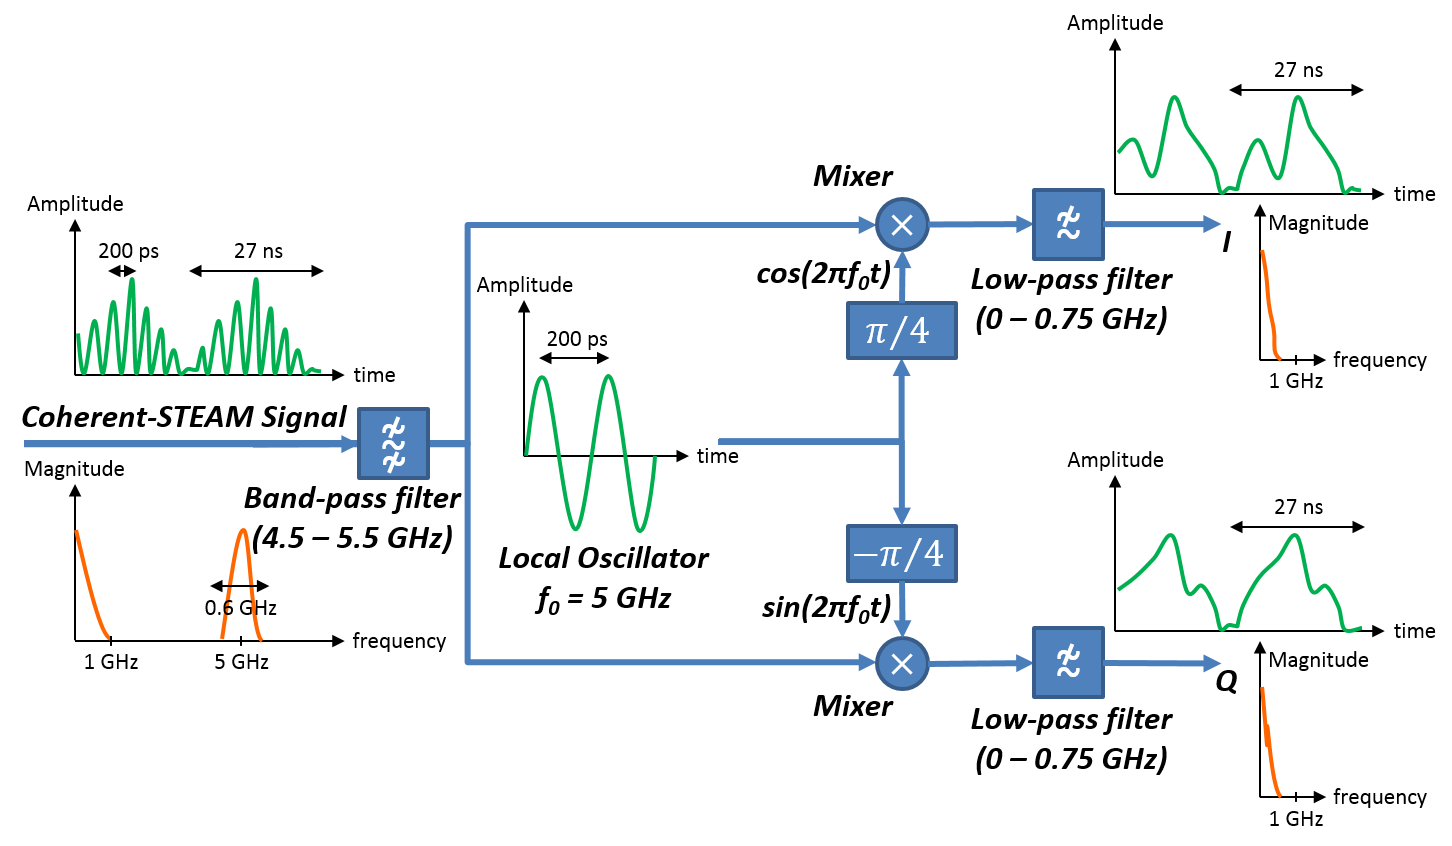 Amplitude
200 ps
27 ns
time
Coherent-STEAM Signal
Magnitude
0.6 GHz
1 GHz
5 GHz
frequency
Band-pass filter
(4.5 – 5.5 GHz)
Amplitude
200 ps
time
Local Oscillator
f₀ = 5 GHz
Mixer
×
cos(2πf₀t)
π/4
−π/4
sin(2πf₀t)
×
Mixer
Low-pass filter
(0 – 0.75 GHz)
Amplitude
27 ns
time
I
Magnitude
frequency
1 GHz
Low-pass filter
(0 – 0.75 GHz)
Amplitude
27 ns
time
Q
Magnitude
frequency
1 GHz